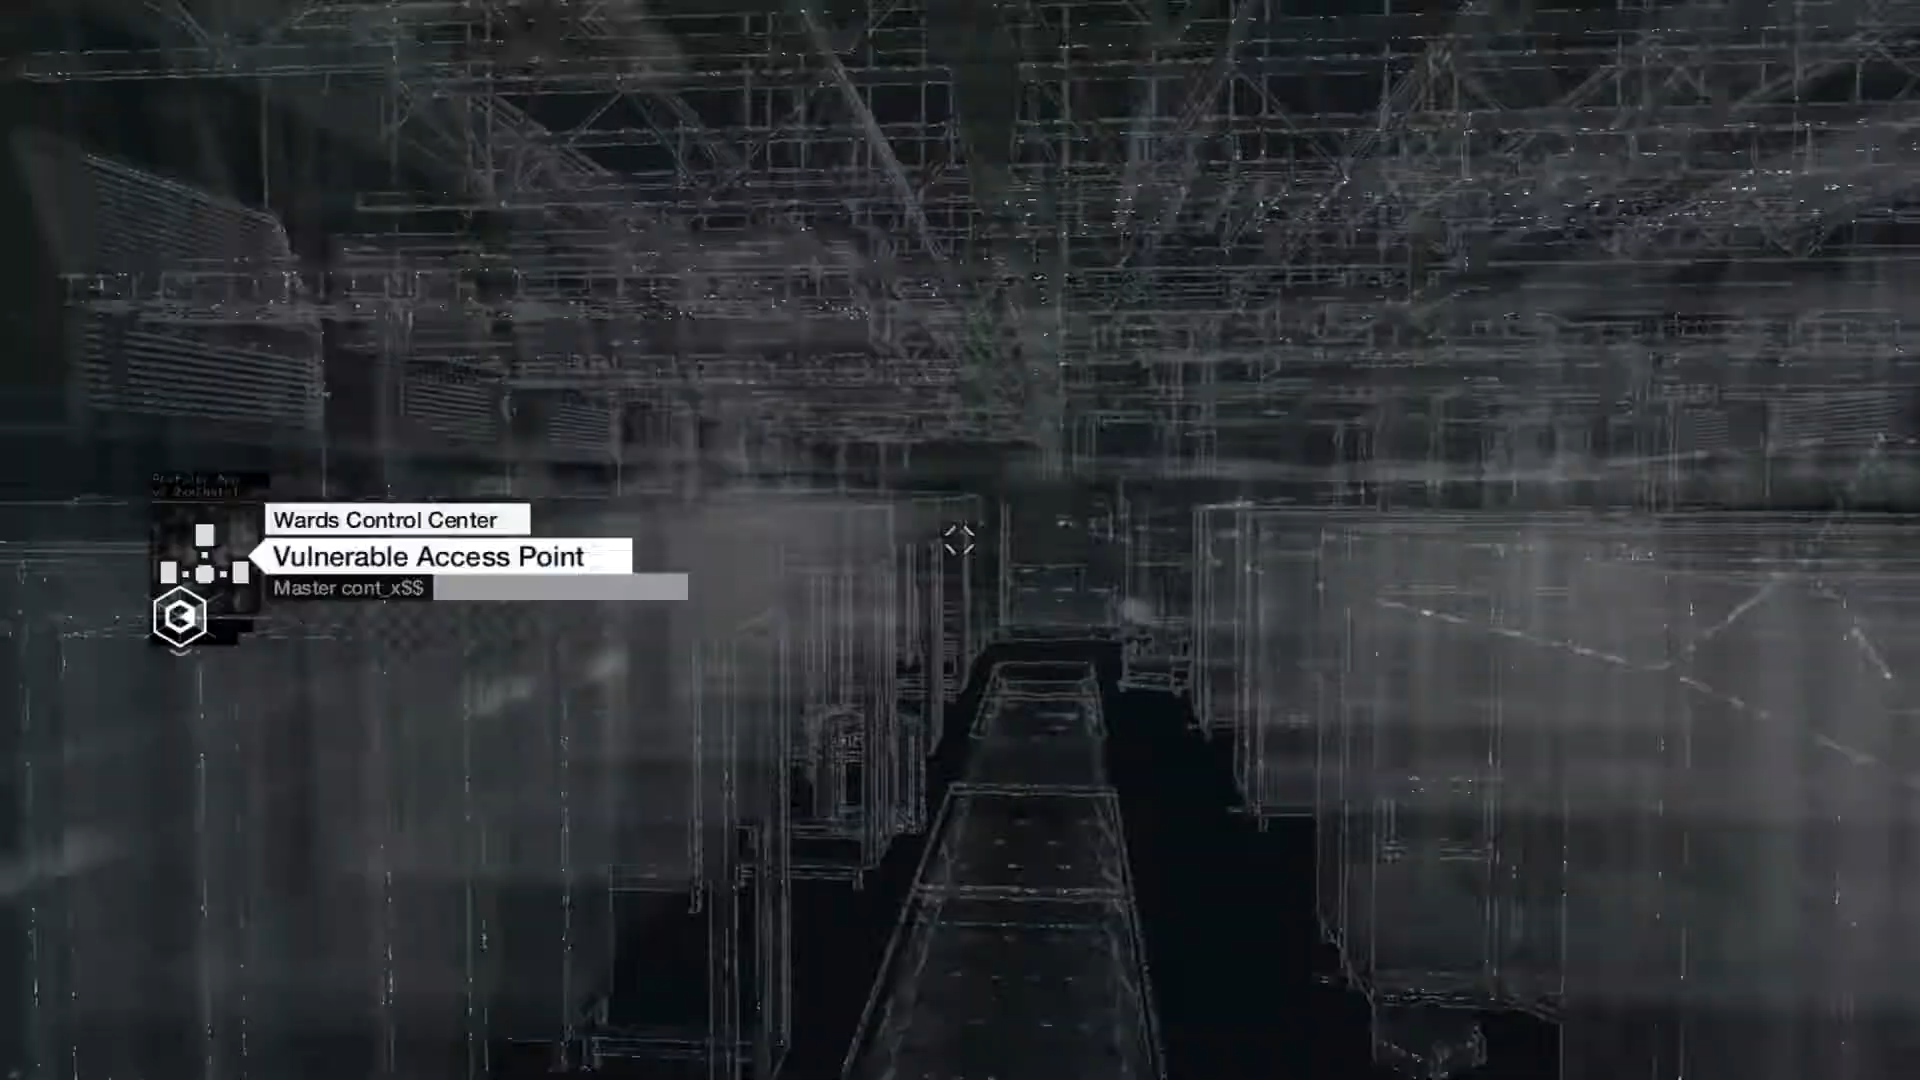 Wards Control Center
Vulnerable Access Point
Master cont_x$$